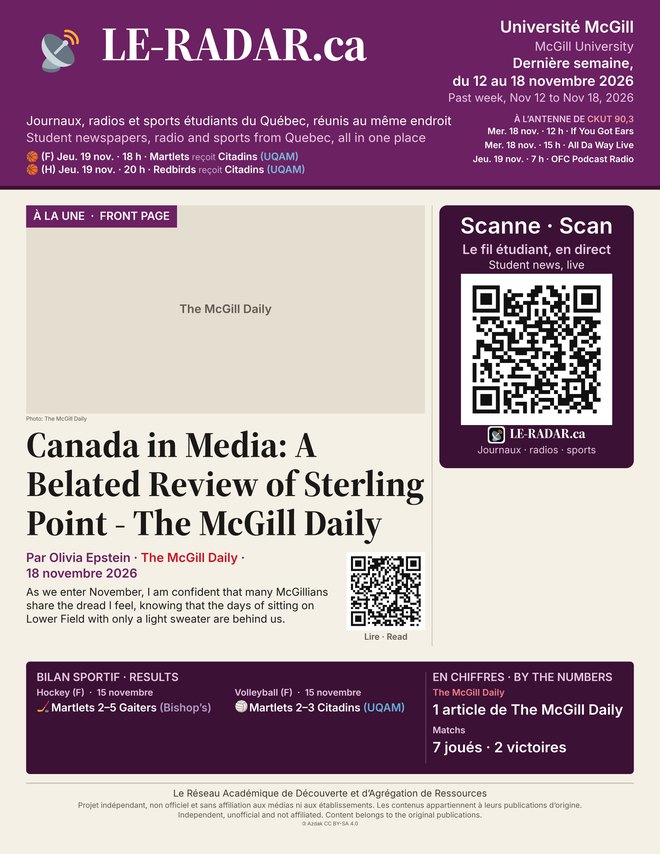 LE-RADAR.ca
Université McGill
McGill University
Dernière semaine,
du 12 au 18 novembre 2026
Past week, Nov 12 to Nov 18, 2026
Journaux, radios et sports étudiants du Québec, réunis au même endroit
Student newspapers, radio and sports from Quebec, all in one place
(F) Jeu. 19 nov. · 18 h · Martlets reçoit Citadins (UQAM)
(H) Jeu. 19 nov. · 20 h · Redbirds reçoit Citadins (UQAM)
À L'ANTENNE DE CKUT 90,3
Mer. 18 nov. · 12 h · If You Got Ears
Mer. 18 nov. · 15 h · All Da Way Live
Jeu. 19 nov. · 7 h · OFC Podcast Radio
À LA UNE · FRONT PAGE
The McGill Daily
Photo: The McGill Daily
Canada in Media: A
Belated Review of Sterling
Point - The McGill Daily
Par Olivia Epstein · The McGill Daily ·
18 novembre 2026
As we enter November, I am confident that many McGillians
share the dread I feel, knowing that the days of sitting on
Lower Field with only a light sweater are behind us.
Lire · Read
Scanne · Scan
Le fil étudiant, en direct
Student news, live
LE-RADAR.ca
Journaux · radios · sports
BILAN SPORTIF · RESULTS
Hockey (F) · 15 novembre
Martlets 2–5 Gaiters (Bishop's)
Volleyball (F) · 15 novembre
Martlets 2–3 Citadins (UQAM)
EN CHIFFRES · BY THE NUMBERS
The McGill Daily
1 article de The McGill Daily
Matchs
7 joués · 2 victoires
Le Réseau Académique de Découverte et d'Agrégation de Ressources
Projet indépendant, non officiel et sans affiliation aux médias ni aux établissements. Les contenus appartiennent à leurs publications d'origine.
Independent, unofficial and not affiliated. Content belongs to the original publications.
© Azdak CC BY-SA 4.0